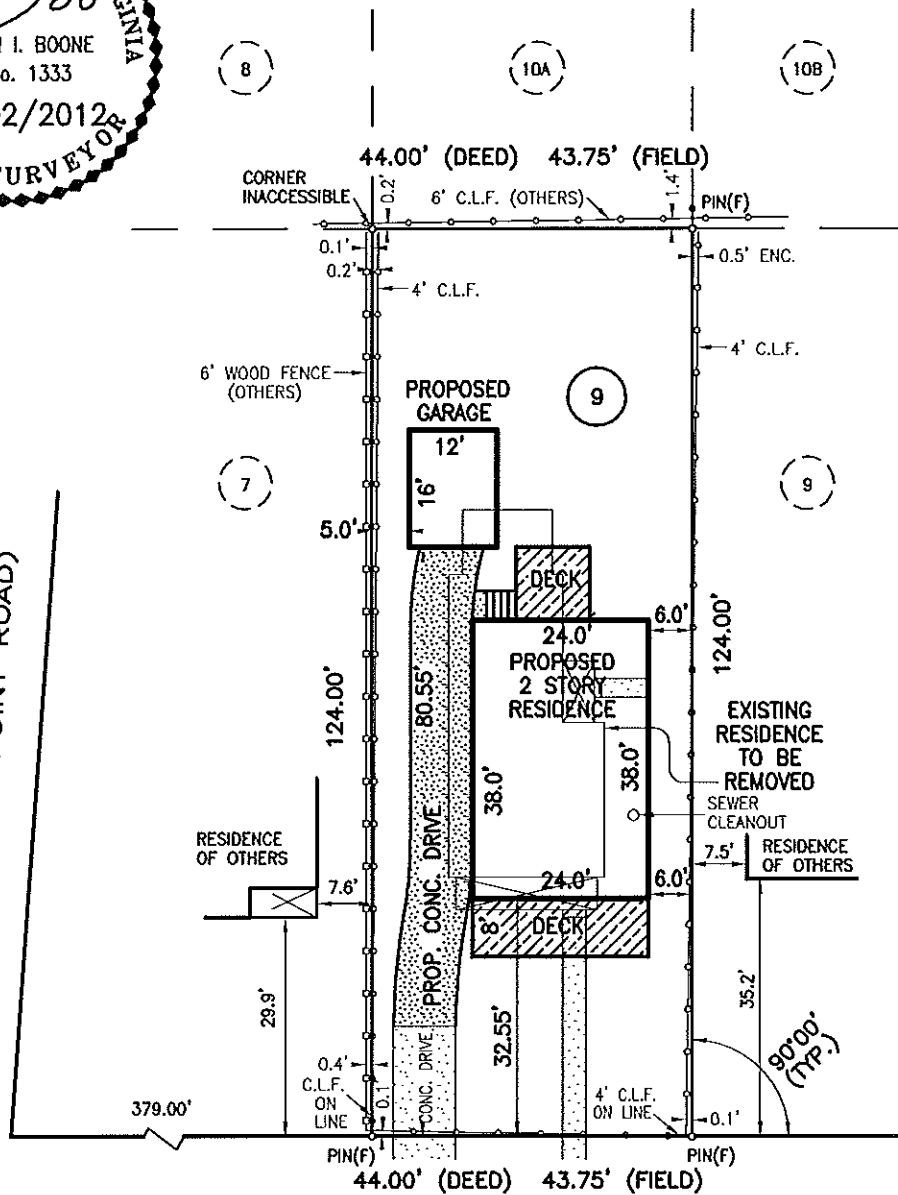 GINIA
I. BOONE
o. 1333
2/2012
SURVEYOR
8
10A
10B
44.00' (DEED) 43.75' (FIELD)
CORNER
INACCESSIBLE
0.2'
6' C.L.F. (OTHERS)
1.4'
PIN(F)
0.1'
0.2'
0.5' ENC.
4' C.L.F.
4' C.L.F.
6' WOOD FENCE
(OTHERS)
PROPOSED
GARAGE
9
12'
16'
7
9
5.0'
DECK
POINT ROAD)
24.0'
6.0'
PROPOSED
2 STORY
RESIDENCE
124.00'
124.00'
80.55'
EXISTING
RESIDENCE
TO BE
REMOVED
38.0'
38.0'
SEWER
CLEANOUT
RESIDENCE
OF OTHERS
7.5'
RESIDENCE
OF OTHERS
7.6'
24.0'
6.0'
PROP. CONC. DRIVE
8'
DECK
29.9'
35.2'
32.55'
90°00'
(TYP.)
0.4'
C.L.F.
ON
LINE
0.1
CONC. DRIVE
4' C.L.F.
ON LINE
0.1'
379.00'
PIN(F)
PIN(F)
44.00' (DEED) 43.75' (FIELD)